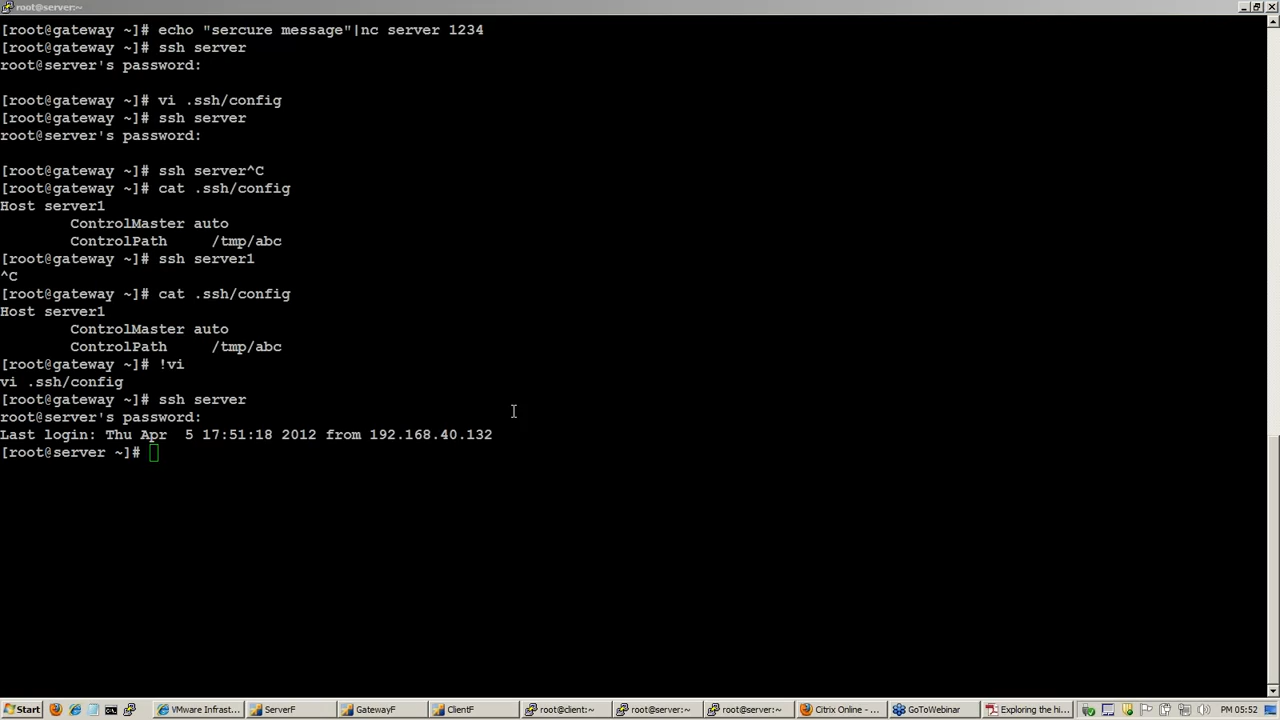 root@server:~
[root@gateway ~]# echo "sercure message"|nc server 1234
[root@gateway ~]# ssh server
root@server's password:
[root@gateway ~]# vi .ssh/config
[root@gateway ~]# ssh server
root@server's password:
[root@gateway ~]# ssh server^C
[root@gateway ~]# cat .ssh/config
Host server1
ControlMaster auto
ControlPath /tmp/abc
[root@gateway ~]# ssh server1
^C
[root@gateway ~]# cat .ssh/config
Host server1
ControlMaster auto
ControlPath /tmp/abc
[root@gateway ~]# !vi
vi .ssh/config
[root@gateway ~]# ssh server
root@server's password:
Last login: Thu Apr  5 17:51:18 2012 from 192.168.40.132
[root@server ~]#
Start VMware Infrast... ServerF GatewayF ClientF root@client:~ root@server:~ root@server:~ Citrix Online - ... GoToWebinar Exploring the hi... 05:52